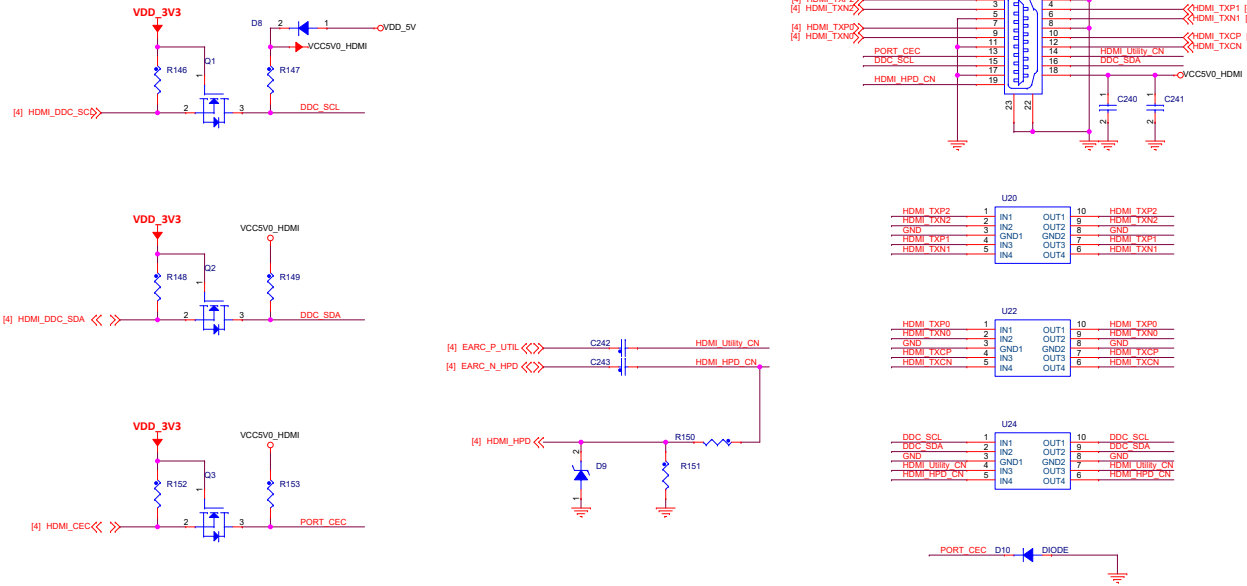 VDD_3V3
D8 2 1 VDD_5V
VCC5V0_HDMI
Q1
R146 1 R147
[4] HDMI_DDC_SCL 2 3 DDC_SCL
[4] HDMI_TXN2 3 4 HDMI_TXP1 [
5 6 HDMI_TXN1 [
[4] HDMI_TXP0 7 8
[4] HDMI_TXN0 9 10 HDMI_TXCP
11 12 HDMI_TXCN
PORT_CEC 13 14 HDMI_Utility_CN
DDC_SCL 15 16 DDC_SDA
17 18 VCC5V0_HDMI
HDMI_HPD_CN 19
23 22
1 C240 1 C241
2 2
VDD_3V3
VCC5V0_HDMI
Q2
R148 1 R149
[4] HDMI_DDC_SDA 2 3 DDC_SDA
U20
HDMI_TXP2 1 IN1 OUT1 10 HDMI_TXP2
HDMI_TXN2 2 IN2 OUT2 9 HDMI_TXN2
GND 3 GND1 GND2 8 GND
HDMI_TXP1 4 IN3 OUT3 7 HDMI_TXP1
HDMI_TXN1 5 IN4 OUT4 6 HDMI_TXN1
U22
HDMI_TXP0 1 IN1 OUT1 10 HDMI_TXP0
HDMI_TXN0 2 IN2 OUT2 9 HDMI_TXN0
GND 3 GND1 GND2 8 GND
HDMI_TXCP 4 IN3 OUT3 7 HDMI_TXCP
HDMI_TXCN 5 IN4 OUT4 6 HDMI_TXCN
[4] EARC_P_UTIL C242 HDMI_Utility_CN
[4] EARC_N_HPD C243 HDMI_HPD_CN
[4] HDMI_HPD R150
2 D9 1 R151
VDD_3V3
VCC5V0_HDMI
Q3
R152 1 R153
[4] HDMI_CEC 2 3 PORT_CEC
U24
DDC_SCL 1 IN1 OUT1 10 DDC_SCL
DDC_SDA 2 IN2 OUT2 9 DDC_SDA
GND 3 GND1 GND2 8 GND
HDMI_Utility_CN 4 IN3 OUT3 7 HDMI_Utility_CN
HDMI_HPD_CN 5 IN4 OUT4 6 HDMI_HPD_CN
PORT_CEC D10 DIODE